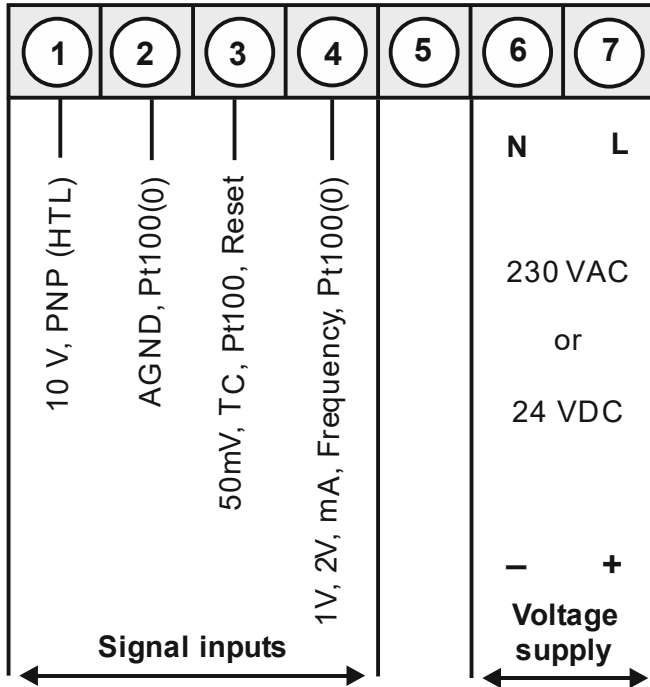 1 2 3 4 5 6 7
10 V, PNP (HTL)
AGND, Pt100(0)
50mV, TC, Pt100, Reset
1V, 2V, mA, Frequency, Pt100(0)
N L
230 VAC
or
24 VDC
– +
Signal inputs
Voltage
supply